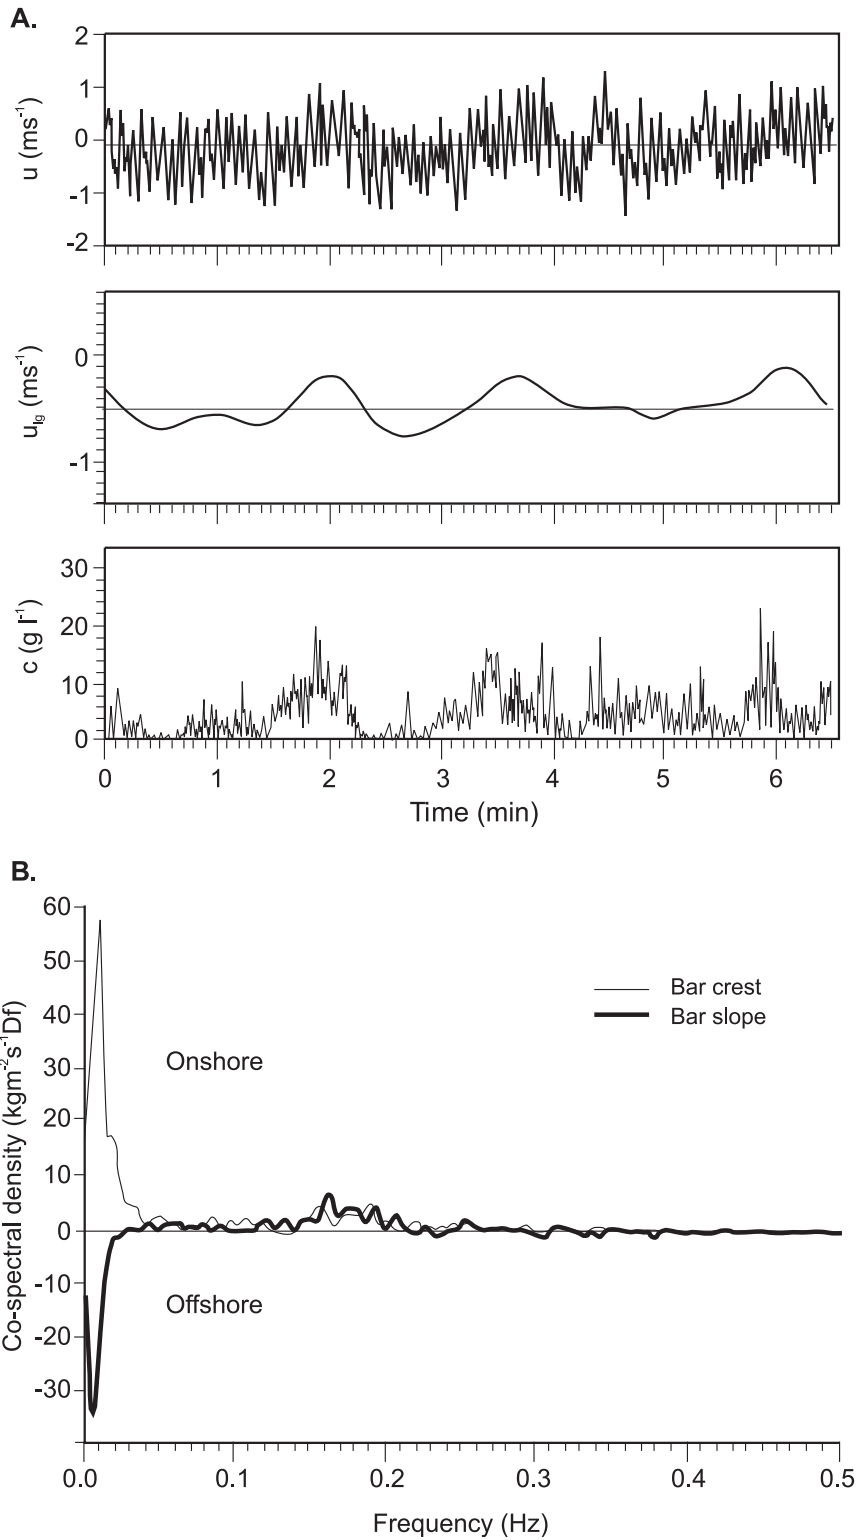 A.
2
1
0
-1
-2
u (ms⁻¹)
0
-1
u_lg (ms⁻¹)
30
20
10
0
c (g l⁻¹)
0 1 2 3 4 5 6
Time (min)
B.
60
50
40
30
20
10
0
-10
-20
-30
Co-spectral density (kgm⁻²s⁻¹Df)
Bar crest
Bar slope
Onshore
Offshore
0.0 0.1 0.2 0.3 0.4 0.5
Frequency (Hz)